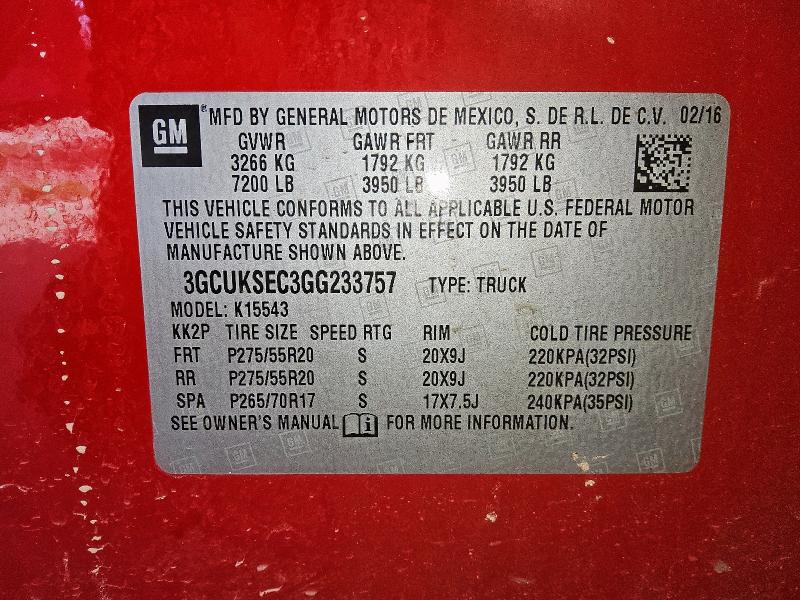 GM ® MFD BY GENERAL MOTORS DE MEXICO, S. DE R.L. DE C.V. 02/16
GVWR GAWR FRT GAWR RR
3266 KG 1792 KG 1792 KG
7200 LB 3950 LB 3950 LB
THIS VEHICLE CONFORMS TO ALL APPLICABLE U.S. FEDERAL MOTOR
VEHICLE SAFETY STANDARDS IN EFFECT ON THE DATE OF
MANUFACTURE SHOWN ABOVE.
3GCUKSEC3GG233757 TYPE: TRUCK
MODEL: K15543
KK2P TIRE SIZE SPEED RTG RIM COLD TIRE PRESSURE
FRT P275/55R20 S 20X9J 220KPA(32PSI)
RR P275/55R20 S 20X9J 220KPA(32PSI)
SPA P265/70R17 S 17X7.5J 240KPA(35PSI)
SEE OWNER'S MANUAL i FOR MORE INFORMATION.